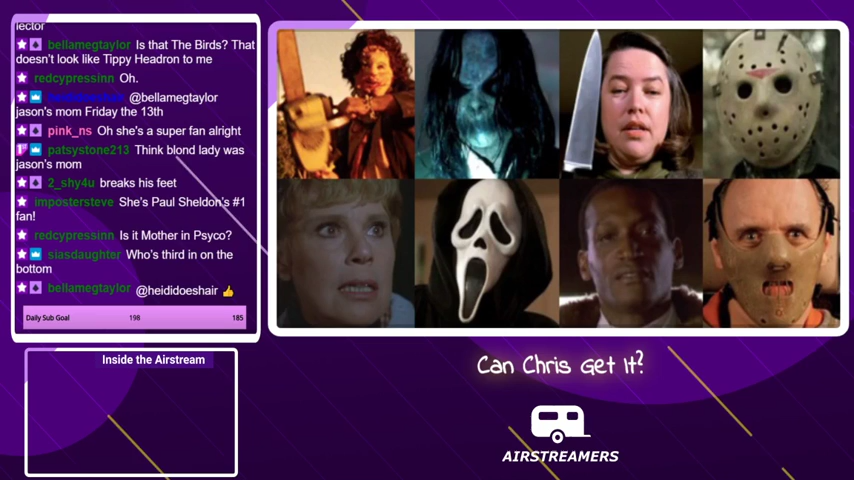 lector
bellamegtaylor Is that The Birds? That
doesn't look like Tippy Headron to me
redcypressinn Oh.
@bellamegtaylor
jason's mom Friday the 13th
pink_ns Oh she's a super fan alright
patsystone213 Think blond lady was
jason's mom
2_shy4u breaks his feet
impostersteve She's Paul Sheldon's #1
fan!
redcypressinn Is it Mother in Psyco?
siasdaughter Who's third in on the
bottom
bellamegtaylor @heididoeshair 👍
Daily Sub Goal 198 185
Inside the Airstream
Can Chris Get It?
AIRSTREAMERS